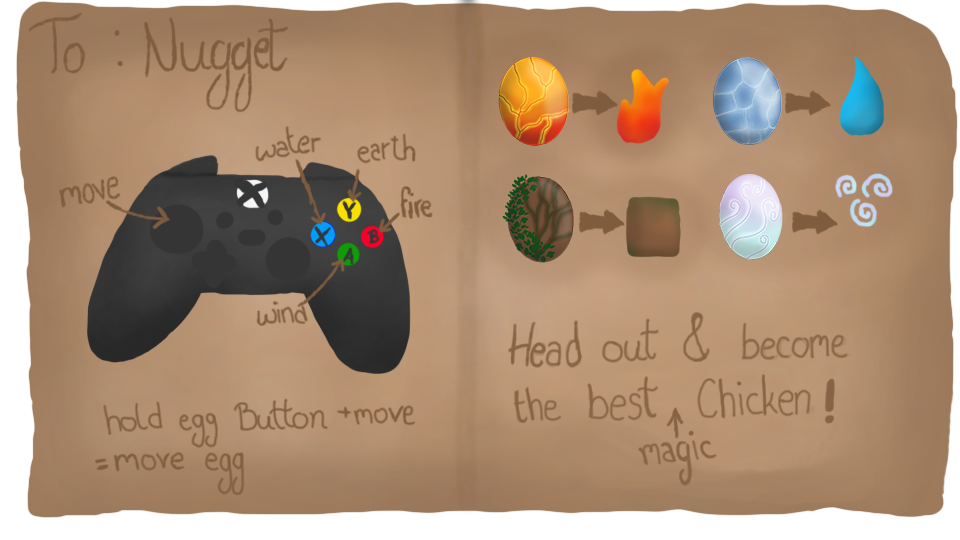 To : Nugget
water
earth
move
fire
Y
X
B
A
wind
hold egg Button +move
=move egg
Head out & become
the best Chicken!
magic